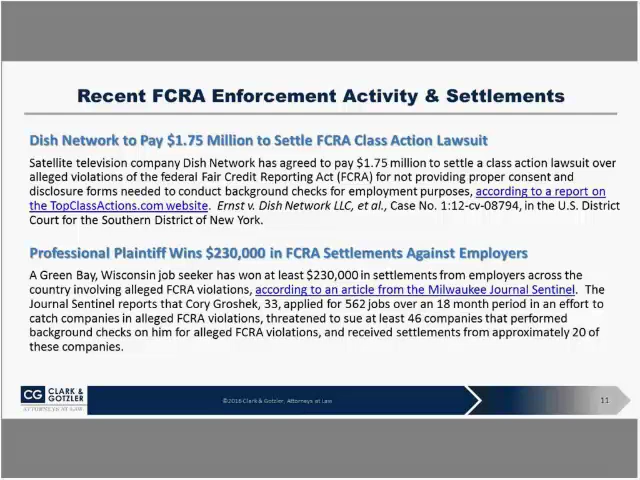 Recent FCRA Enforcement Activity & Settlements
Dish Network to Pay $1.75 Million to Settle FCRA Class Action Lawsuit
Satellite television company Dish Network has agreed to pay $1.75 million to settle a class action lawsuit over
alleged violations of the federal Fair Credit Reporting Act (FCRA) for not providing proper consent and
disclosure forms needed to conduct background checks for employment purposes, according to a report on
the TopClassActions.com website. Ernst v. Dish Network LLC, et al., Case No. 1:12-cv-08794, in the U.S. District
Court for the Southern District of New York.
Professional Plaintiff Wins $230,000 in FCRA Settlements Against Employers
A Green Bay, Wisconsin job seeker has won at least $230,000 in settlements from employers across the
country involving alleged FCRA violations, according to an article from the Milwaukee Journal Sentinel. The
Journal Sentinel reports that Cory Groshek, 33, applied for 562 jobs over an 18 month period in an effort to
catch companies in alleged FCRA violations, threatened to sue at least 46 companies that performed
background checks on him for alleged FCRA violations, and received settlements from approximately 20 of
these companies.
CG CLARK &
GOTZLER
ATTORNEYS AT LAW
©2016 Clark & Gotzler, Attorneys at Law
11